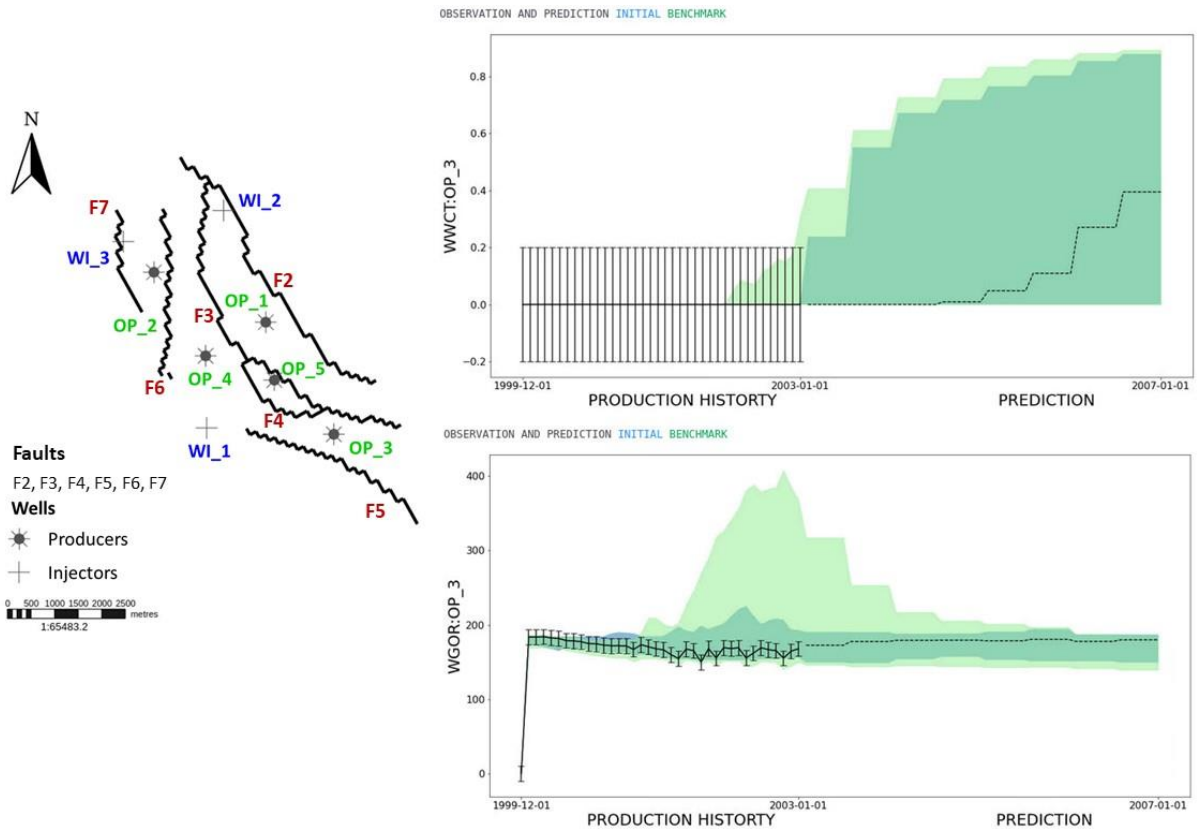 OBSERVATION AND PREDICTION INITIAL BENCHMARK
WWCT:OP_3
0.8
0.6
0.4
0.2
0.0
−0.2
1999-12-01
2003-01-01
2007-01-01
PRODUCTION HISTORTY
PREDICTION
N
WI_2
F7
WI_3
F2
OP_1
F3
OP_2
OP_5
OP_4
F6
F4
WI_1
OP_3
F5
Faults
F2, F3, F4, F5, F6, F7
Wells
Producers
Injectors
0 500 1000 1500 2000 2500
metres
1:65483.2
OBSERVATION AND PREDICTION INITIAL BENCHMARK
WGOR:OP_3
400
300
200
100
0
1999-12-01
2003-01-01
2007-01-01
PRODUCTION HISTORTY
PREDICTION